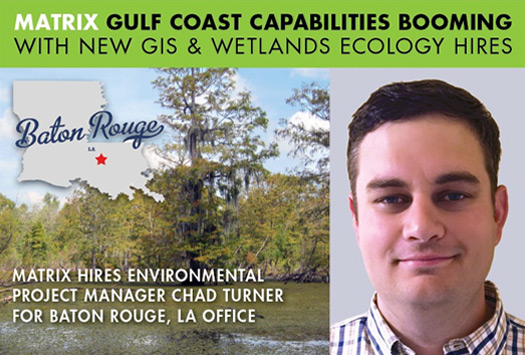 MATRIX GULF COAST CAPABILITIES BOOMING
WITH NEW GIS & WETLANDS ECOLOGY HIRES
Baton Rouge
LA
MATRIX HIRES ENVIRONMENTAL
PROJECT MANAGER CHAD TURNER
FOR BATON ROUGE, LA OFFICE